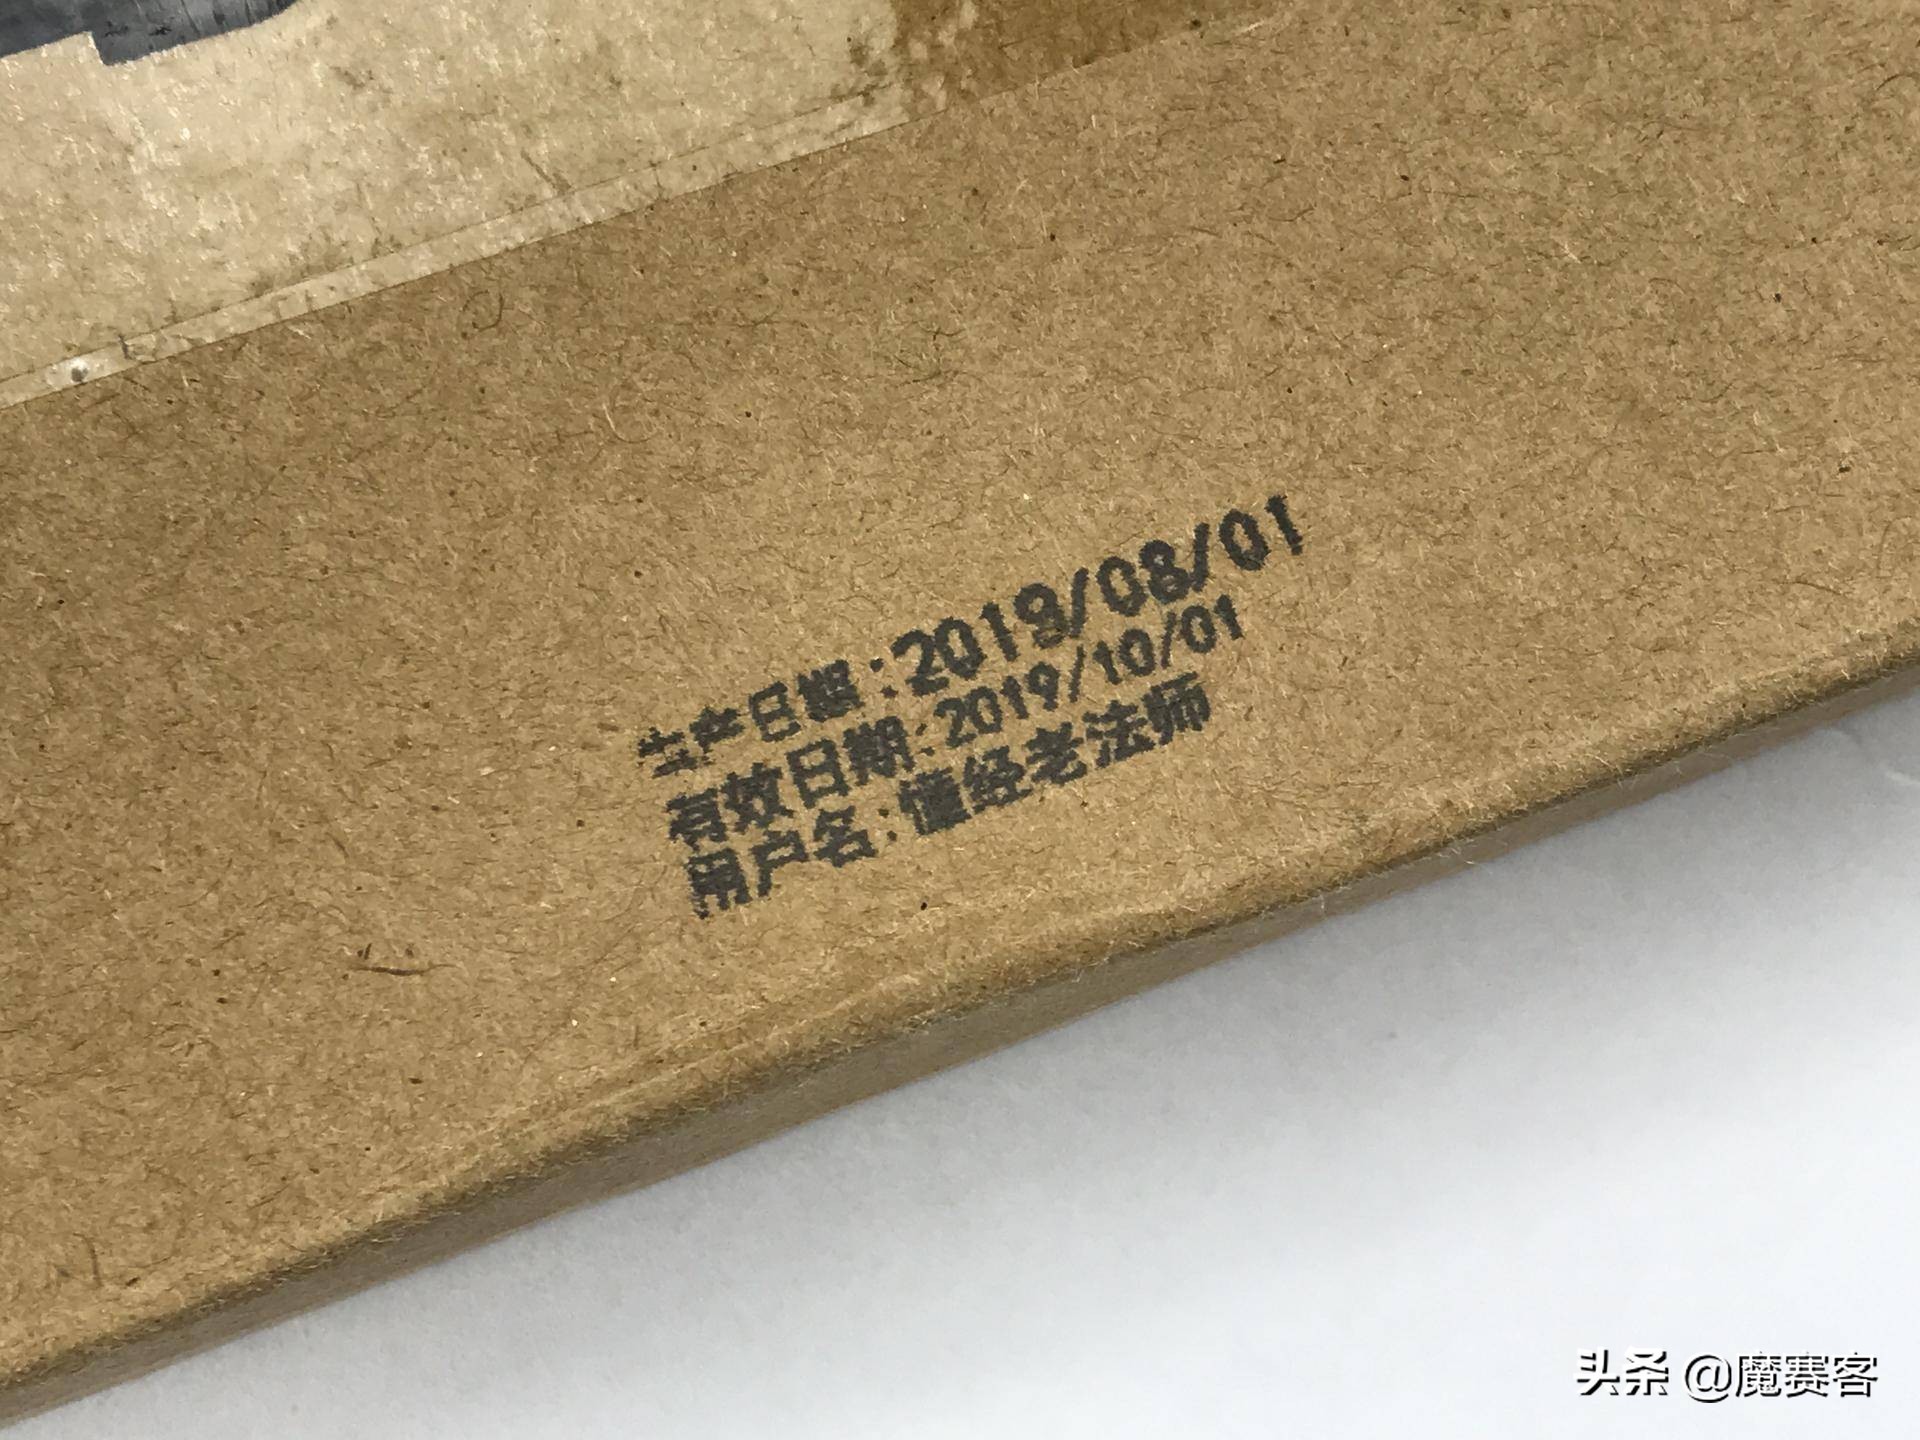 生产日期:2019/08/01
有效日期:2019/10/01
用户名:懂经老法师
头条 @魔赛客